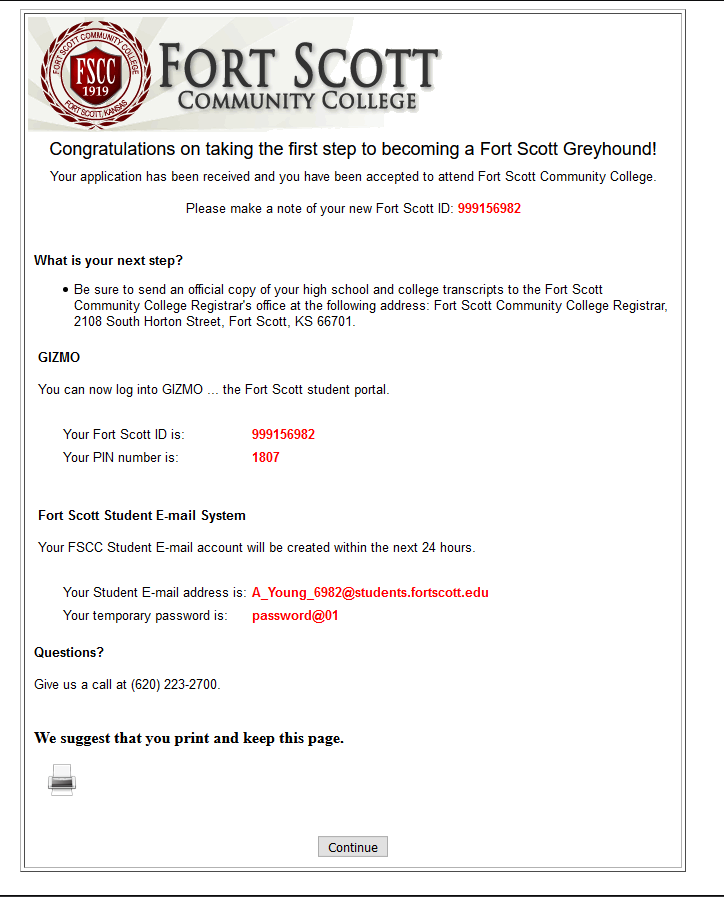 FORT SCOTT COMMUNITY COLLEGE
FSCC
1919
FORT SCOTT, KANSAS
FORT SCOTT
COMMUNITY COLLEGE
Congratulations on taking the first step to becoming a Fort Scott Greyhound!
Your application has been received and you have been accepted to attend Fort Scott Community College.
Please make a note of your new Fort Scott ID: 999156982
What is your next step?
• Be sure to send an official copy of your high school and college transcripts to the Fort Scott
Community College Registrar's office at the following address: Fort Scott Community College Registrar,
2108 South Horton Street, Fort Scott, KS 66701.
GIZMO
You can now log into GIZMO ... the Fort Scott student portal.
Your Fort Scott ID is: 999156982
Your PIN number is: 1807
Fort Scott Student E-mail System
Your FSCC Student E-mail account will be created within the next 24 hours.
Your Student E-mail address is: A_Young_6982@students.fortscott.edu
Your temporary password is: password@01
Questions?
Give us a call at (620) 223-2700.
We suggest that you print and keep this page.
Continue